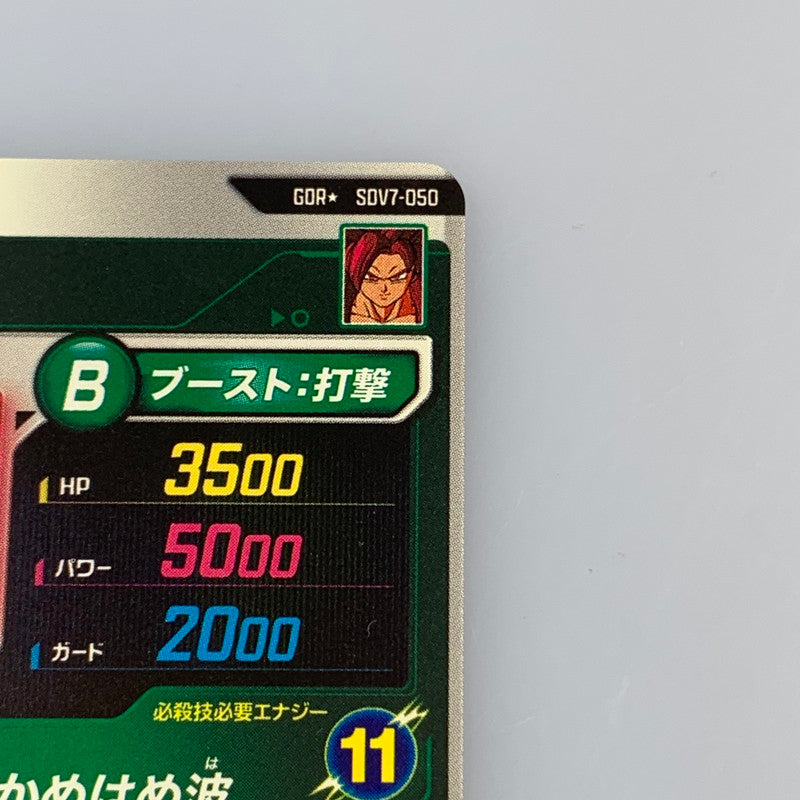 GDR★ SDV7-050
B ブースト：打撃
HP 3500
パワー 5000
ガード 2000
必殺技必要エナジー
11
は
かめはめ波